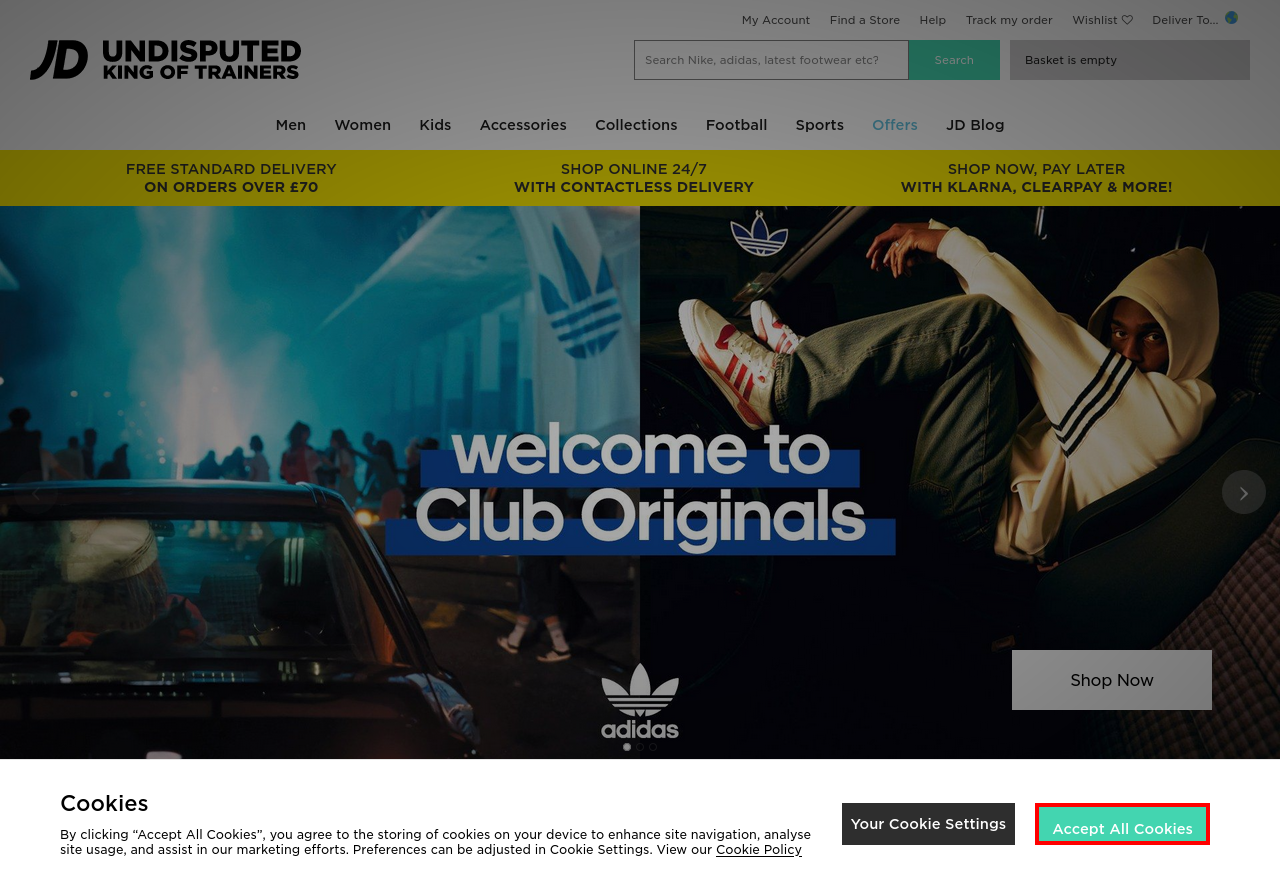 My Account Find a Store Help Track my order Wishlist Deliver To...
JD UNDISPUTED
KING OF TRAINERS
Search Nike, adidas, latest footwear etc? Search Basket is empty
Men Women Kids Accessories Collections Football Sports Offers JD Blog
FREE STANDARD DELIVERY
ON ORDERS OVER £70
SHOP ONLINE 24/7
WITH CONTACTLESS DELIVERY
SHOP NOW, PAY LATER
WITH KLARNA, CLEARPAY & MORE!
welcome to
Club Originals
Shop Now
adidas
Cookies
By clicking “Accept All Cookies”, you agree to the storing of cookies on your device to enhance site navigation, analyse
site usage, and assist in our marketing efforts. Preferences can be adjusted in Cookie Settings. View our Cookie Policy
Your Cookie Settings
Accept All Cookies